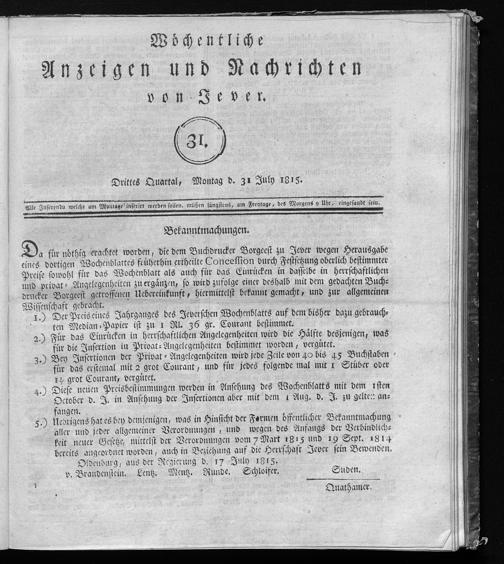 Wöchentliche
Anzeigen und Nachrichten
von Jever.
31.
Drittes Quartal, Montag d. 31 July 1815.
Alle Inserenda welche am Montage inserirt werden sollen, müssen längstens, am Freytage, des Morgens 9 Uhr, eingesandt sein.
Bekanntmachungen.
Da für nöthig erachtet worden, die dem Buchdrucker Borgeest zu Jever wegen Herausgabe
eines dortigen Wochenblattes früherhin ertheilte Concession durch Festsetzung oberlich bestimmter
Preise sowohl für das Wochenblatt als auch für das Einrücken in dasselbe in herrschaftlichen
und privat-Angelegenheiten zu ergänzen, so wird zufolge einer deshalb mit dem gedachten Buch-
drucker Borgeest getroffenen Uebereinkunft, hiermittelst bekannt gemacht, und zur allgemeinen
Wissenschaft gebracht.
1.) Der Preis eines Jahrganges des Jeverschen Wochenblatts auf dem bisher dazu gebrauch-
ten Median-Papier ist zu 1 Rl. 36 gr. Courant bestimmet.
2.) Für das Einrücken in herrschaftlichen Angelegenheiten wird die Hälfte desjenigen, was
für die Insertion in Privat-Angelegenheiten bestimmet worden, vergütet.
3.) Bey Insertionen der Privat-Angelegenheiten wird jede Zeile von 40 bis 45 Buchstaben
für das erstemal mit 2 grot Courant, und für jedes folgende mal mit 1 Stüber oder
1¼ grot Courant, vergütet.
4.) Diese neuen Preisbestimmungen werden in Ansehung des Wochenblatts mit dem 1sten
October d. J. in Ansehung der Insertionen aber mit dem 1 Aug. d. J. zu gelten an-
fangen.
5.) Uebrigens hat es bey demjenigen, was in Hinsicht der Formen öffentlicher Bekanntmachung
aller und jeder allgemeiner Verordnungen, und wegen des Anfangs der Verbindlich-
keit neuer Gesetze, mittelst der Verordnungen vom 7 Mart 1815 und 19 Sept. 1814
bereits angeordnet worden, auch in Beziehung auf die Herrschaft Jever sein Bewenden.
Oldenburg, aus der Regierung d. 17 July 1815.
v. Brandenstein. Lentz. Mentz. Runde. Schloifer. Suden.
Quathamer.